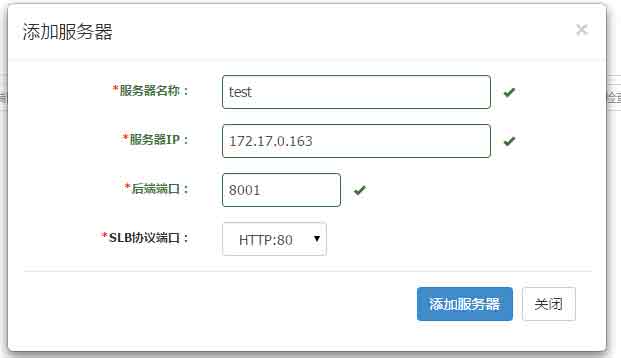 添加服务器
×
*服务器名称： test
*服务器IP： 172.17.0.163
*后端端口： 8001
*SLB协议端口： HTTP:80
添加服务器 关闭